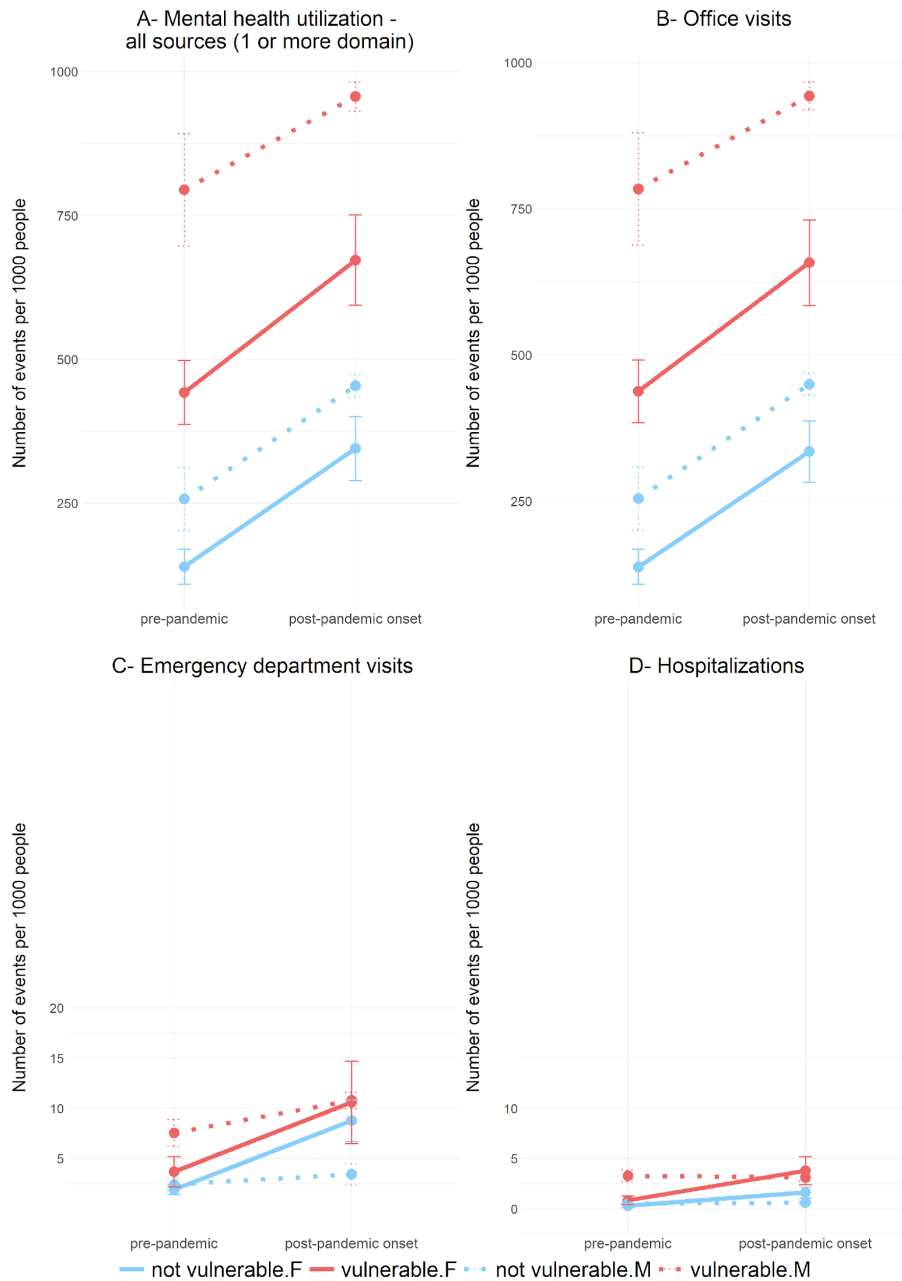 A- Mental health utilization -
all sources (1 or more domain)
Number of events per 1000 people
1000
750
500
250
pre-pandemic
post-pandemic onset
B- Office visits
Number of events per 1000 people
1000
750
500
250
pre-pandemic
post-pandemic onset
C- Emergency department visits
Number of events per 1000 people
20
15
10
5
pre-pandemic
post-pandemic onset
D- Hospitalizations
Number of events per 1000 people
10
5
0
pre-pandemic
post-pandemic onset
not vulnerable.F vulnerable.F not vulnerable.M vulnerable.M